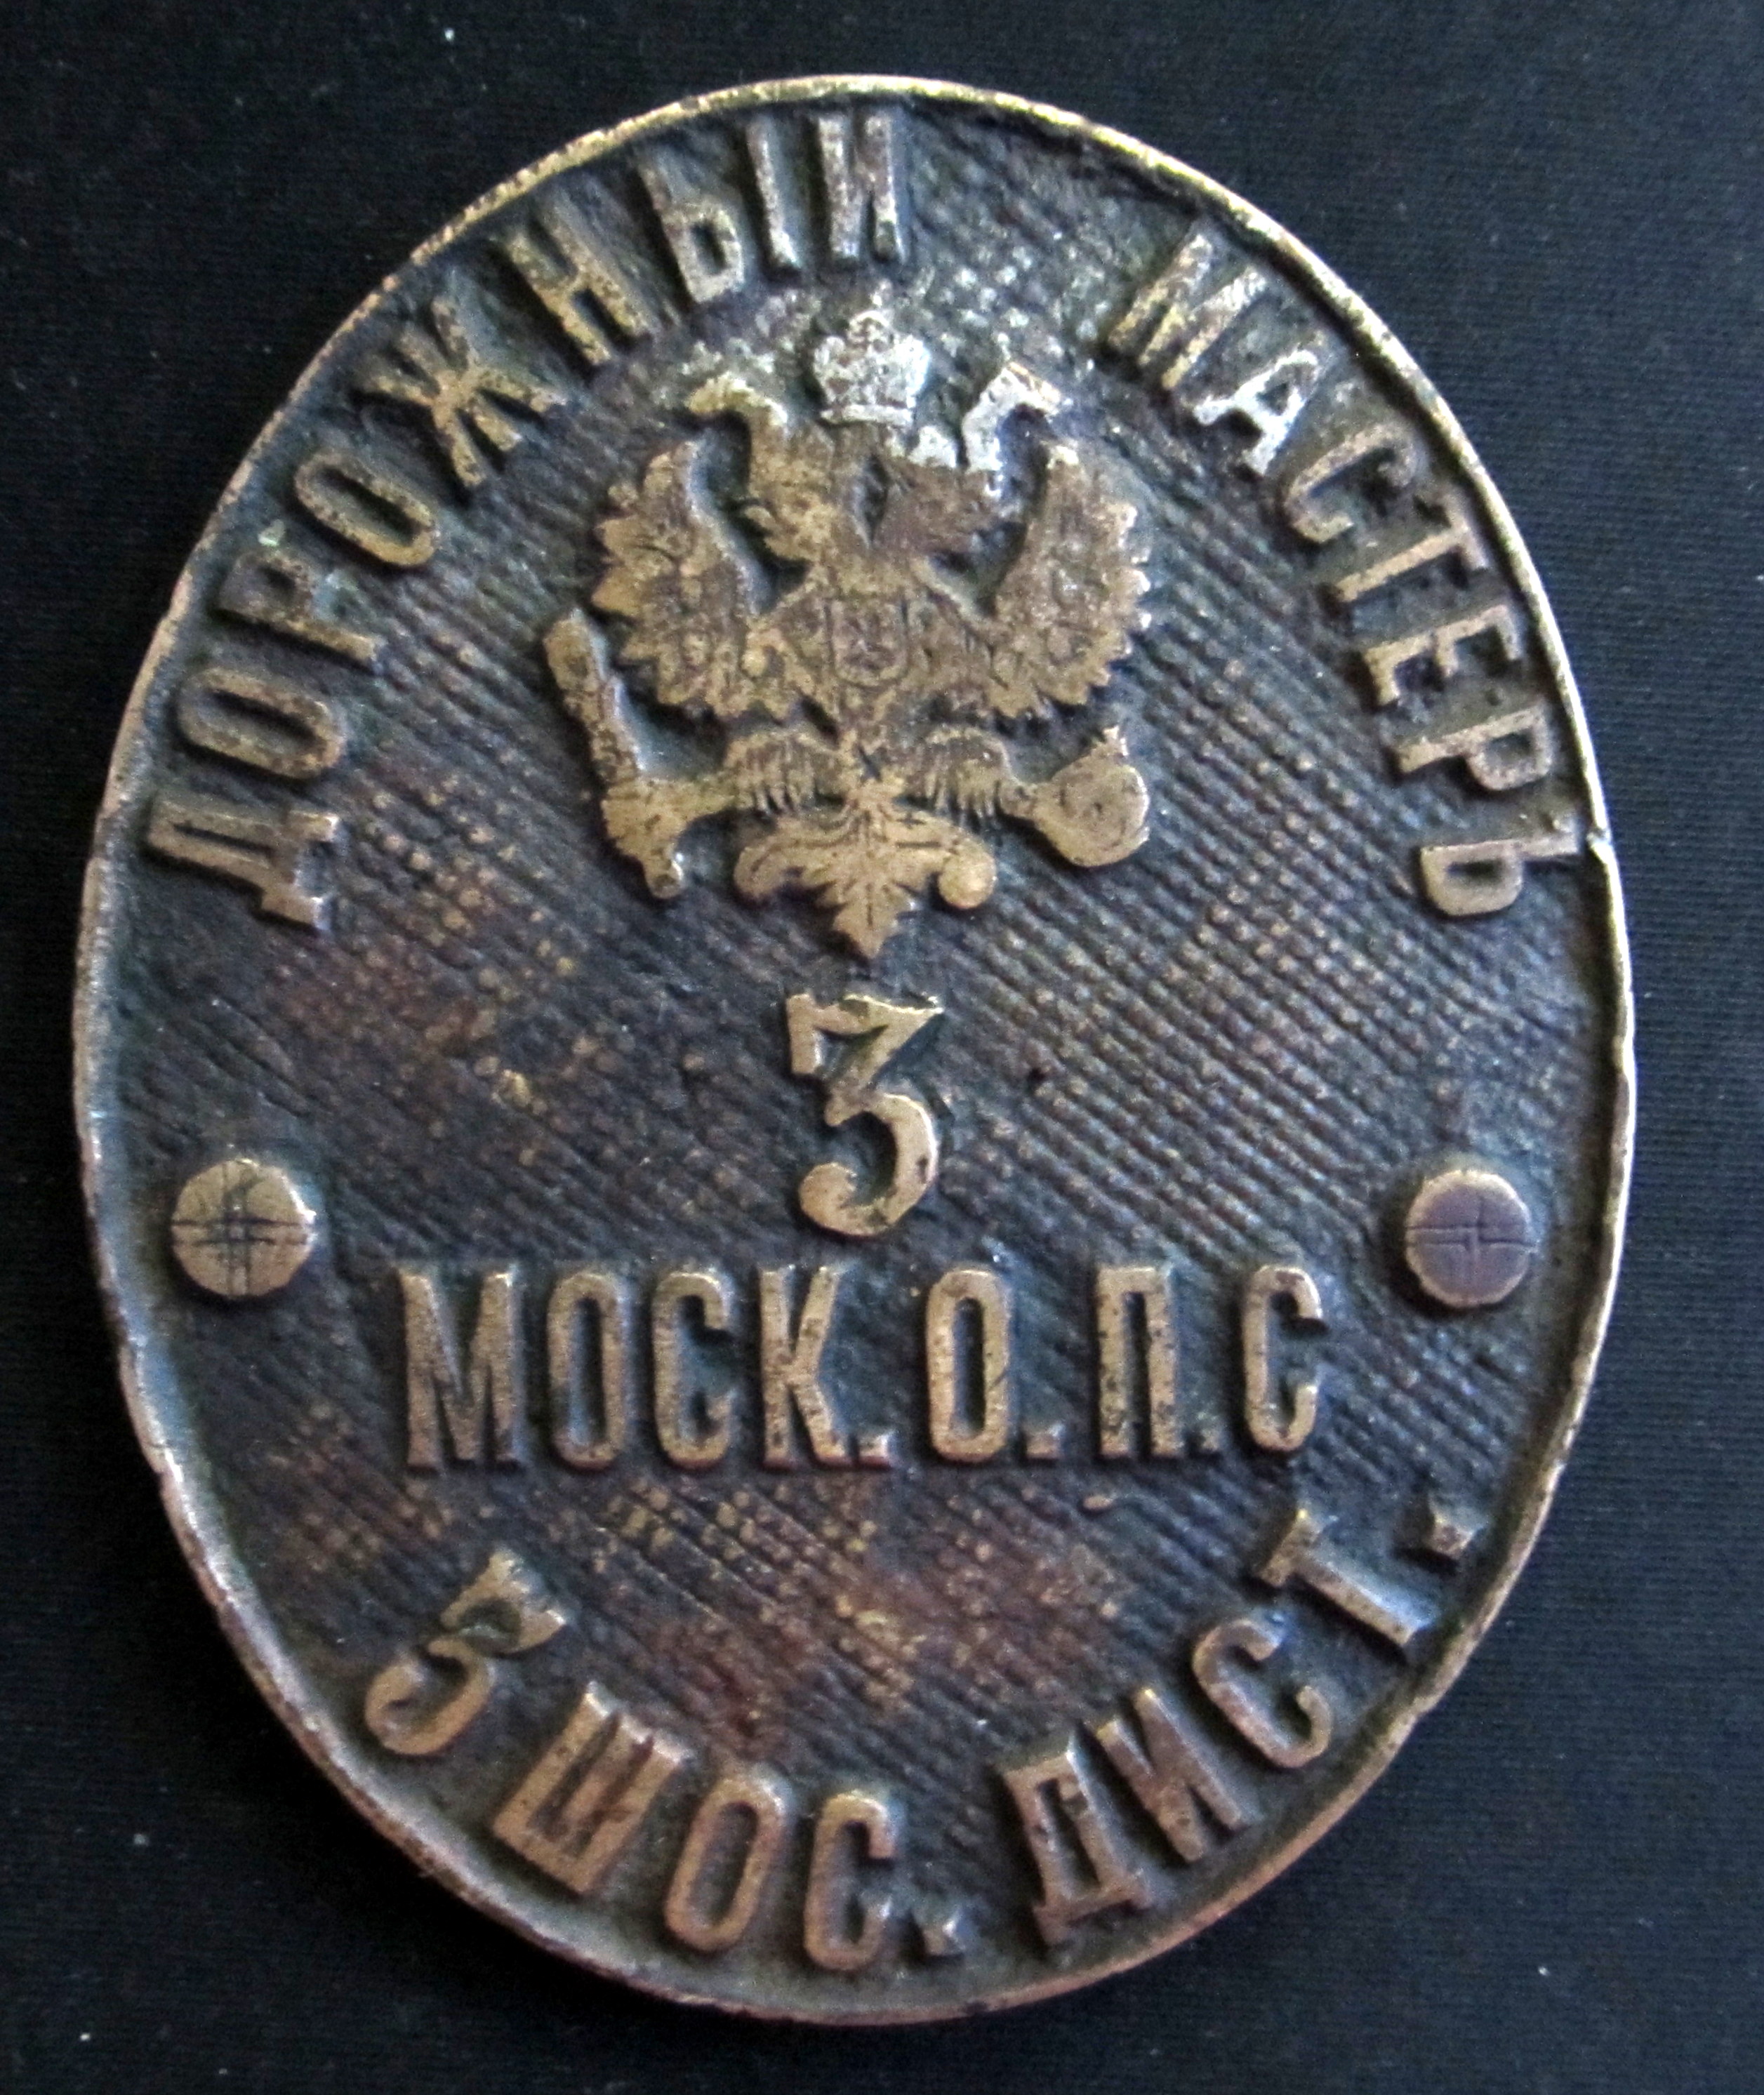 ДОРОЖНЫЙ МАСТЕРЪ
3
МОСК. О. П. С
3 ШОС. ДИСТ.